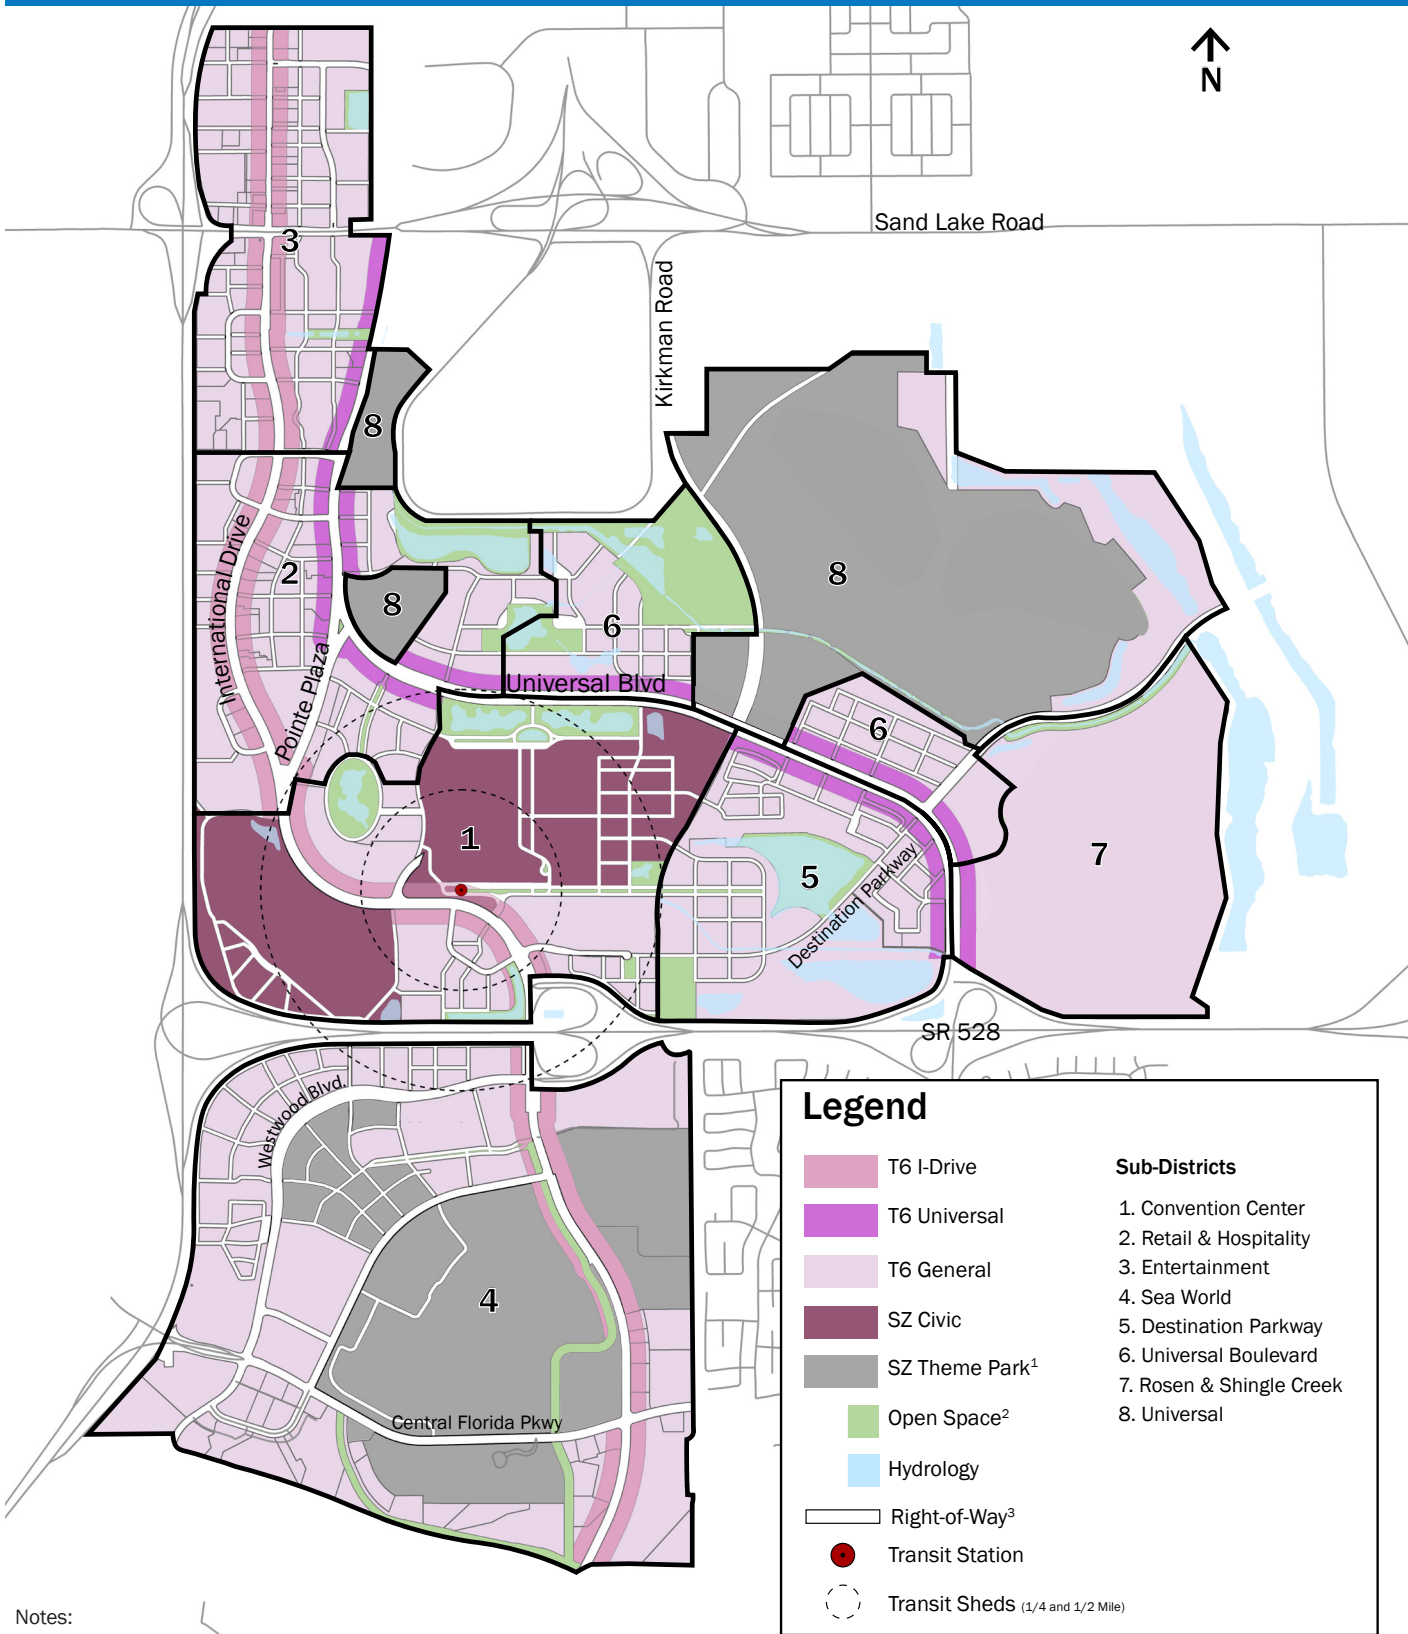 N
Sand Lake Road
3
Kirkman Road
8
International Drive
2
8
8
6
Pointe Plaza
Universal Blvd
6
1
5
7
Destination Parkway
SR 528
Westwood Blvd.
4
Central Florida Pkwy
Legend
T6 I-Drive
T6 Universal
T6 General
SZ Civic
SZ Theme Park¹
Open Space²
Hydrology
Right-of-Way³
Transit Station
Transit Sheds (1/4 and 1/2 Mile)
Sub-Districts
1. Convention Center
2. Retail & Hospitality
3. Entertainment
4. Sea World
5. Destination Parkway
6. Universal Boulevard
7. Rosen & Shingle Creek
8. Universal
Notes: